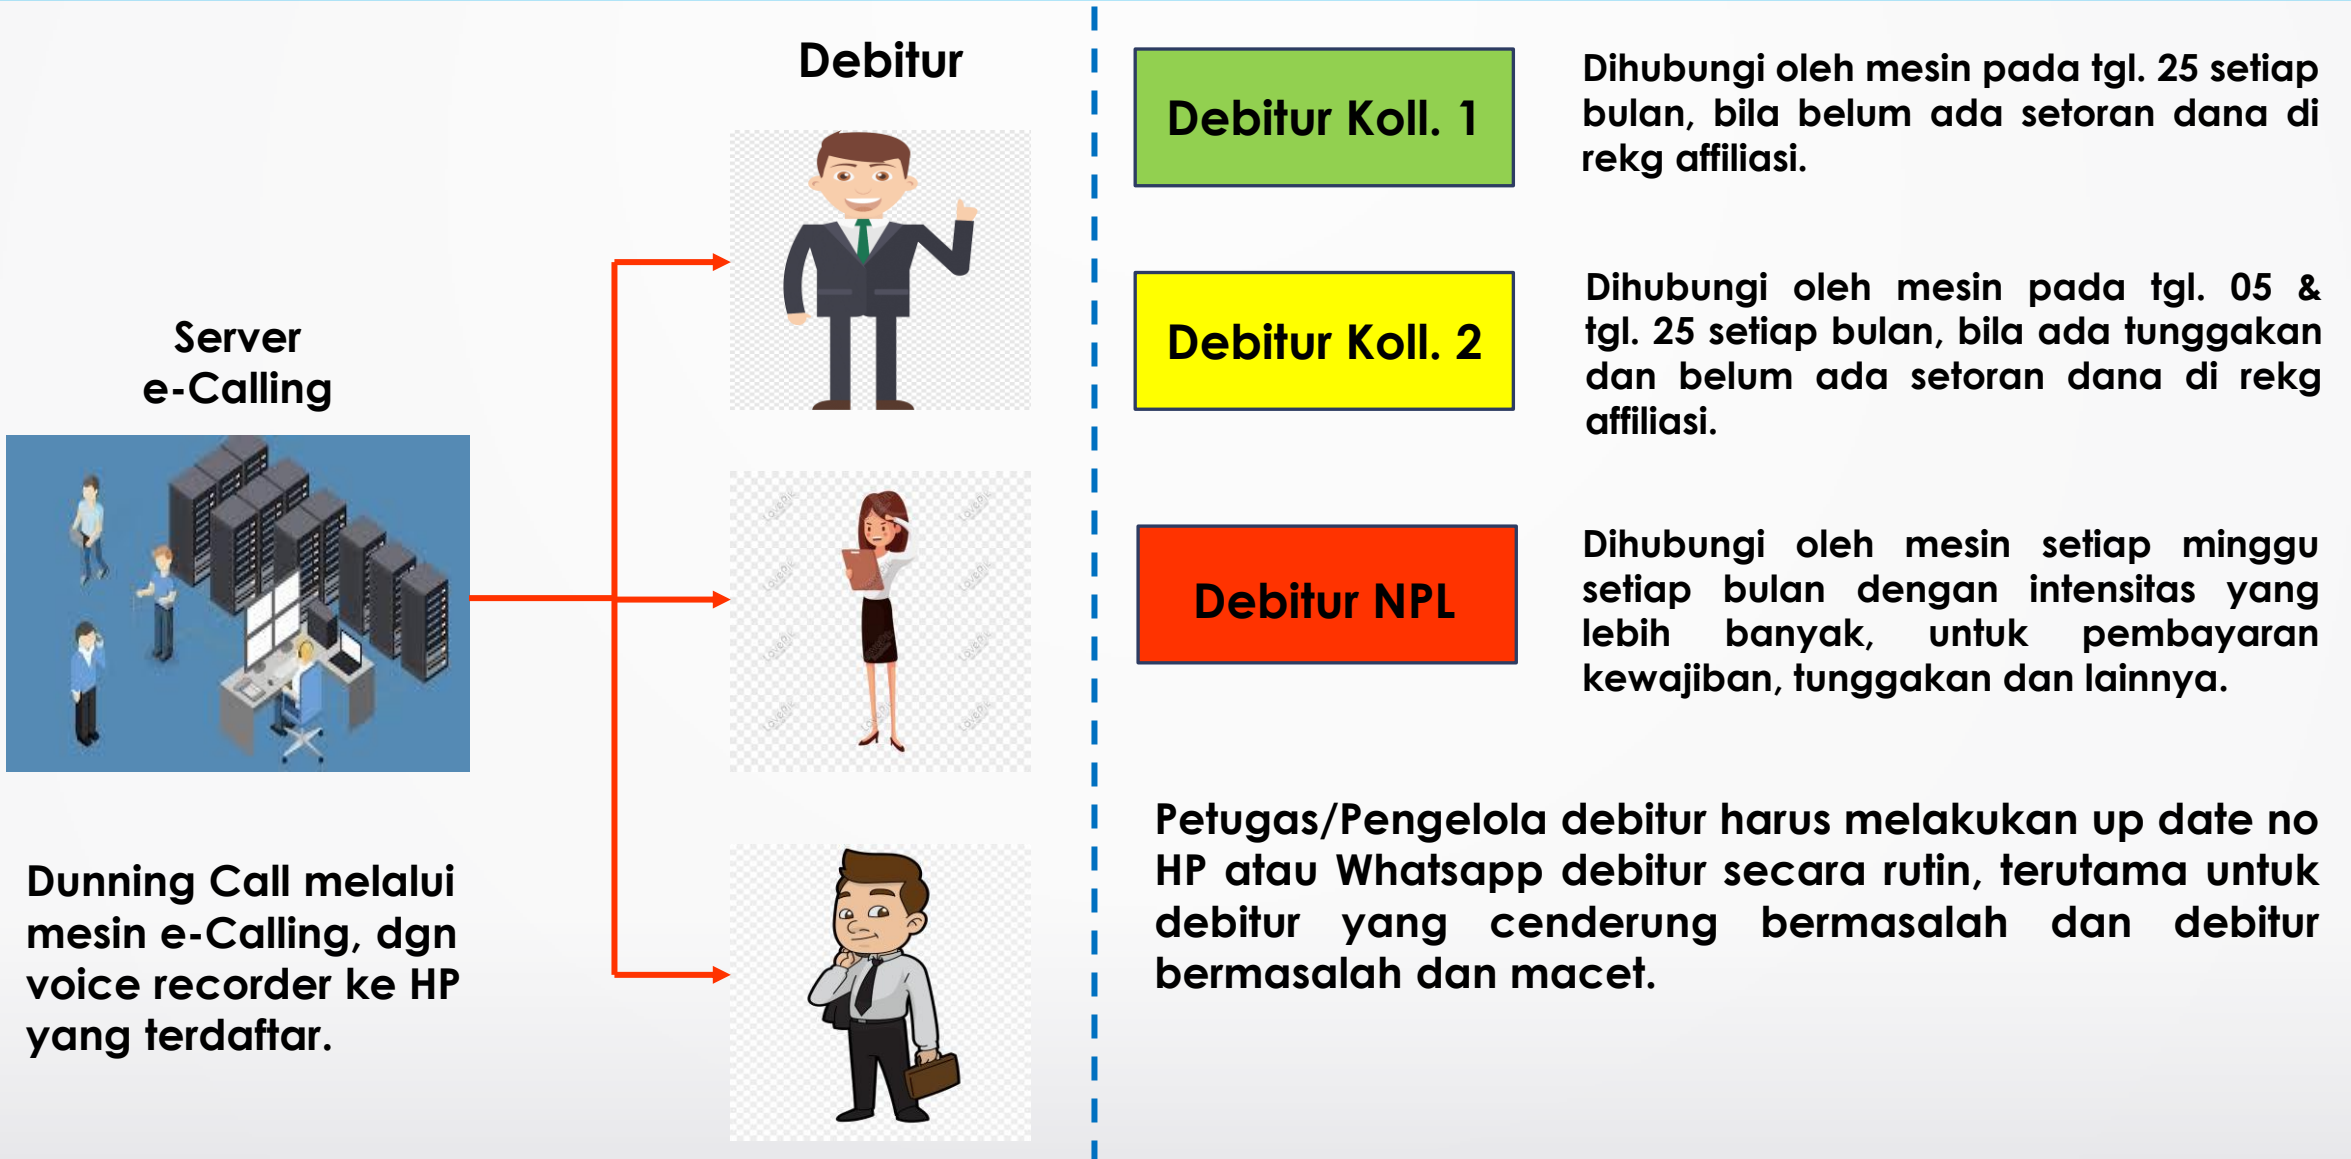 Server
e-Calling
Dunning Call melalui
mesin e-Calling, dgn
voice recorder ke HP
yang terdaftar.
Debitur
Debitur Koll. 1
Dihubungi oleh mesin pada tgl. 25 setiap
bulan, bila belum ada setoran dana di
rekg affiliasi.
Debitur Koll. 2
Dihubungi oleh mesin pada tgl. 05 &
tgl. 25 setiap bulan, bila ada tunggakan
dan belum ada setoran dana di rekg
affiliasi.
Debitur NPL
Dihubungi oleh mesin setiap minggu
setiap bulan dengan intensitas yang
lebih banyak, untuk pembayaran
kewajiban, tunggakan dan lainnya.
Petugas/Pengelola debitur harus melakukan up date no
HP atau Whatsapp debitur secara rutin, terutama untuk
debitur yang cenderung bermasalah dan debitur
bermasalah dan macet.